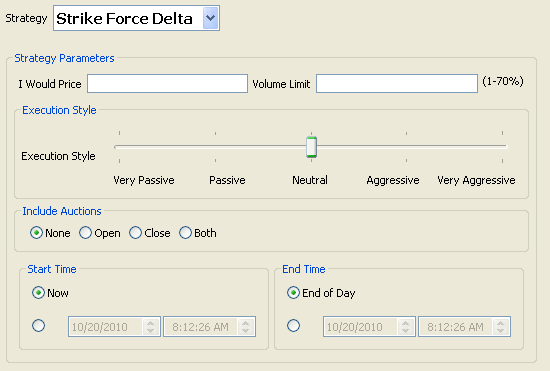 Strategy Strike Force Delta
Strategy Parameters
I Would Price Volume Limit (1-70%)
Execution Style
Execution Style
Very Passive Passive Neutral Aggressive Very Aggressive
Include Auctions
None Open Close Both
Start Time
Now
10/20/2010 8:12:26 AM
End Time
End of Day
10/20/2010 8:12:26 AM